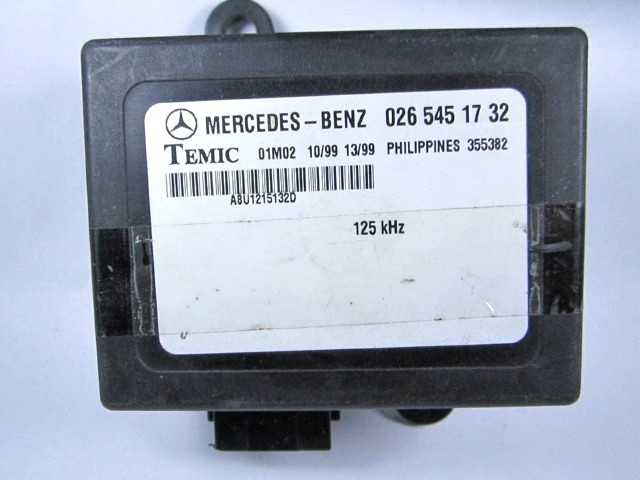 MERCEDES-BENZ 026 545 17 32
TEMIC 01M02 10/99 13/99 PHILIPPINES 355382
A8U1215132D
125 kHz